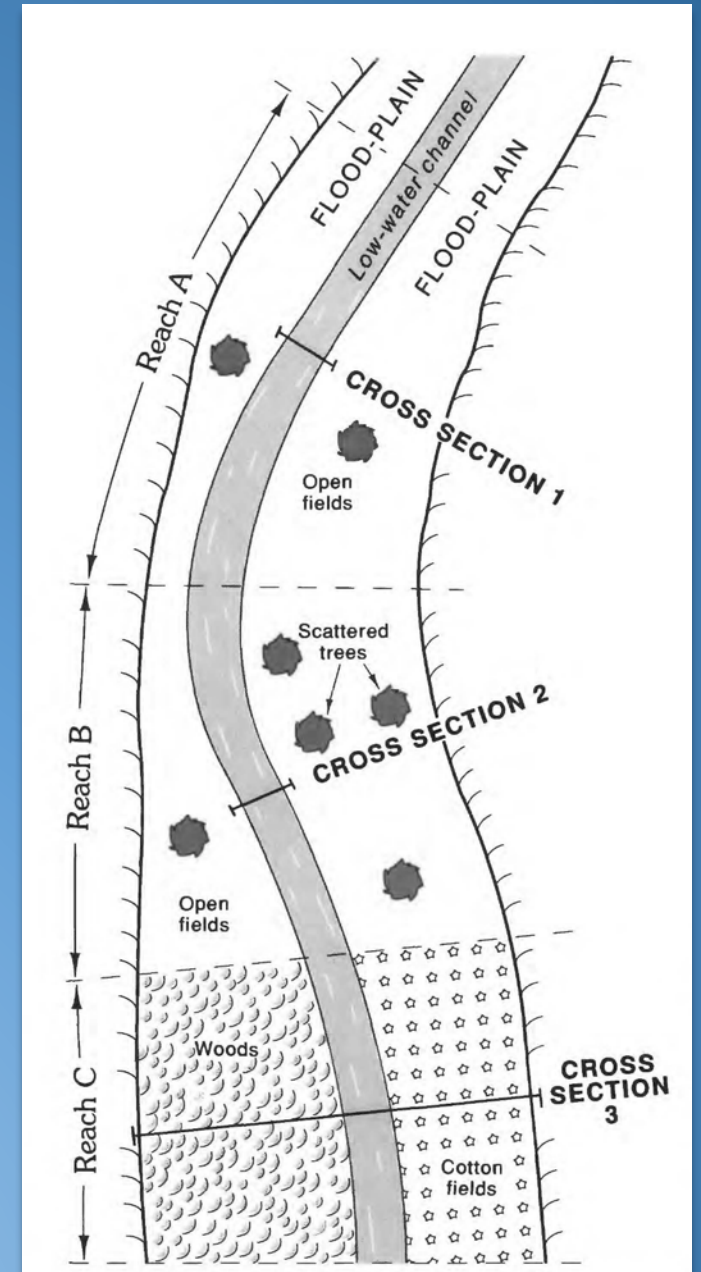 FLOOD-PLAIN
Low-water channel
FLOOD-PLAIN
Reach A
CROSS SECTION 1
Open
fields
Scattered
trees
Reach B
CROSS SECTION 2
Open
fields
Woods
Reach C
CROSS
SECTION
3
Cotton
fields